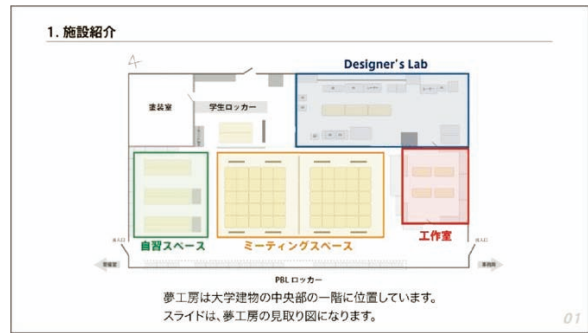 1. 施設紹介
Designer's Lab
塗装室
学生ロッカー
自習スペース
ミーティングスペース
工作室
PBL ロッカー
夢工房は大学建物の中央部の一階に位置しています。
スライドは、夢工房の見取り図になります。
01